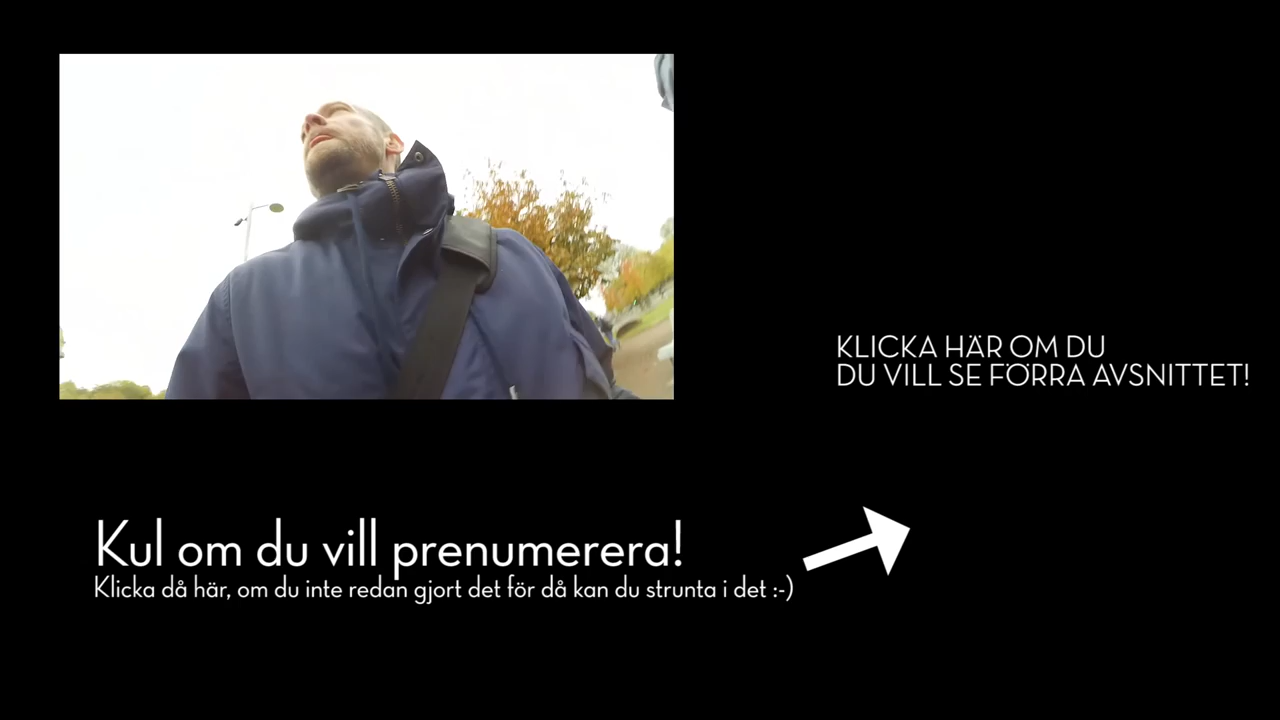 KLICKA HÄR OM DU
DU VILL SE FÖRRA AVSNITTET!
Kul om du vill prenumerera!
Klicka då här, om du inte redan gjort det för då kan du strunta i det :-)